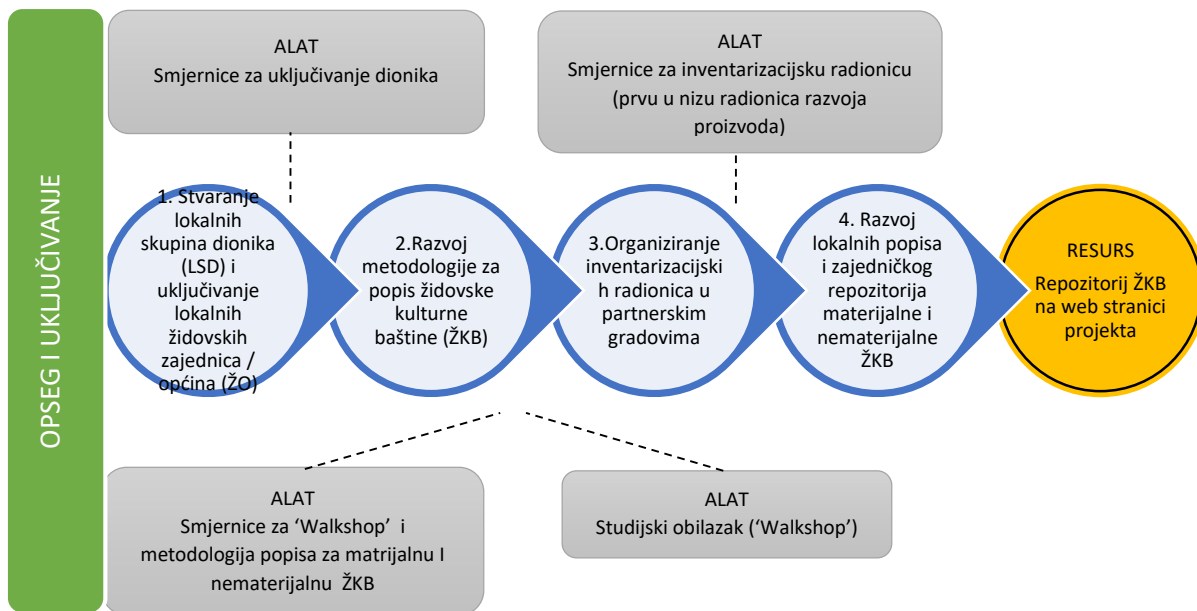 OPSEG I UKLJUČIVANJE
ALAT
Smjernice za uključivanje dionika
ALAT
Smjernice za inventarizacijsku radionicu
(prvu u nizu radionica razvoja
proizvoda)
1. Stvaranje
lokalnih
skupina dionika
(LSD) i
uključivanje
lokalnih
židovskih
zajednica /
općina (ŽO)
2.Razvoj
metodologije za
popis židovske
kulturne
baštine (ŽKB)
3.Organiziranje
inventarizacijski
h radionica u
partnerskim
gradovima
4. Razvoj
lokalnih popisa
i zajedničkog
repozitorija
materijalne i
nematerijalne
ŽKB
RESURS
Repozitorij ŽKB
na web stranici
projekta
ALAT
Smjernice za ‘Walkshop’ i
metodologija popisa za matrijalnu I
nematerijalnu ŽKB
ALAT
Studijski obilazak (‘Walkshop’)